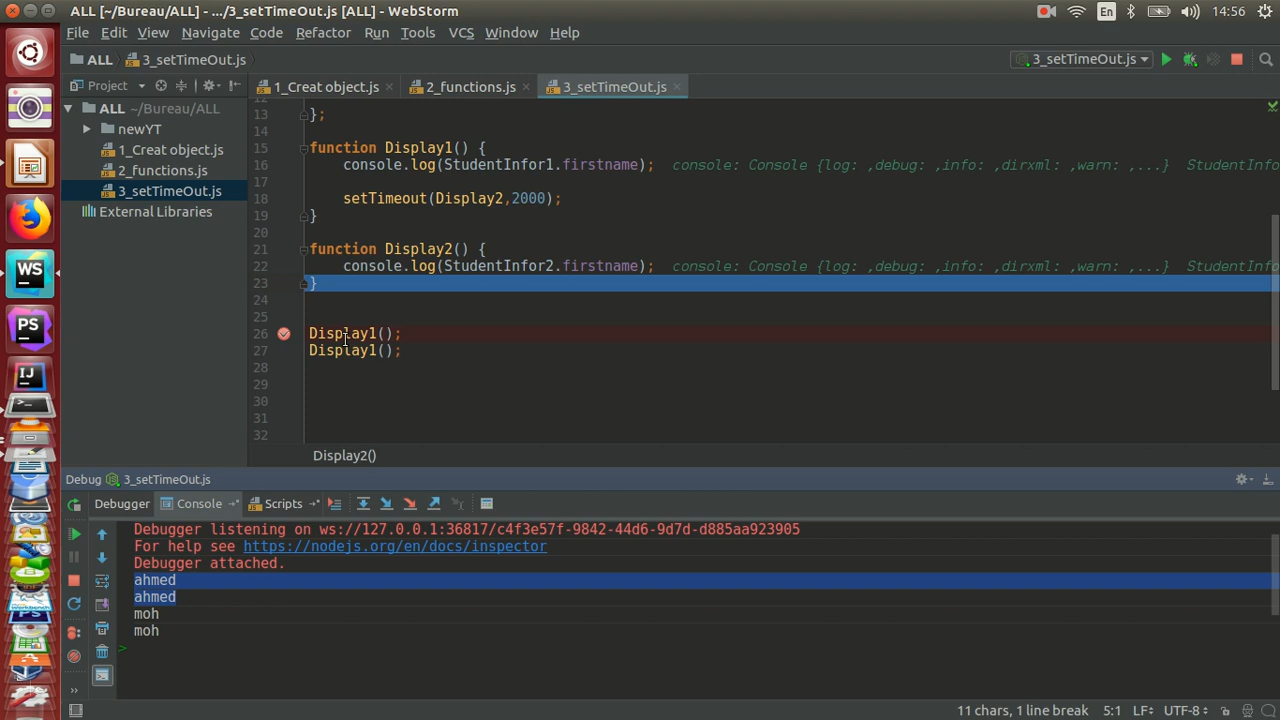 ALL [~/Bureau/ALL] - .../3_setTimeOut.js [ALL] - WebStorm
En
14:56
File Edit View Navigate Code Refactor Run Tools VCS Window Help
ALL 3_setTimeOut.js
3_setTimeOut.js
Project
1_Creat object.js
2_functions.js
3_setTimeOut.js
ALL ~/Bureau/ALL
newYT
1_Creat object.js
2_functions.js
3_setTimeOut.js
External Libraries
12
13 };
14
15 function Display1() {
16 console.log(StudentInfor1.firstname); console: Console {log: ,debug: ,info: ,dirxml: ,warn: ,...} StudentInfo
17
18 setTimeout(Display2,2000);
19 }
20
21 function Display2() {
22 console.log(StudentInfor2.firstname); console: Console {log: ,debug: ,info: ,dirxml: ,warn: ,...} StudentInfo
23 }
24
25
26 Display1();
27 Display1();
28
29
30
31
32
Display2()
WS
PS
IJ
Debug 3_setTimeOut.js
Debugger Console Scripts
Debugger listening on ws://127.0.0.1:36817/c4f3e57f-9842-44d6-9d7d-d885aa923905
For help see https://nodejs.org/en/docs/inspector
Debugger attached.
ahmed
ahmed
moh
moh
>
11 chars, 1 line break 5:1 LF UTF-8